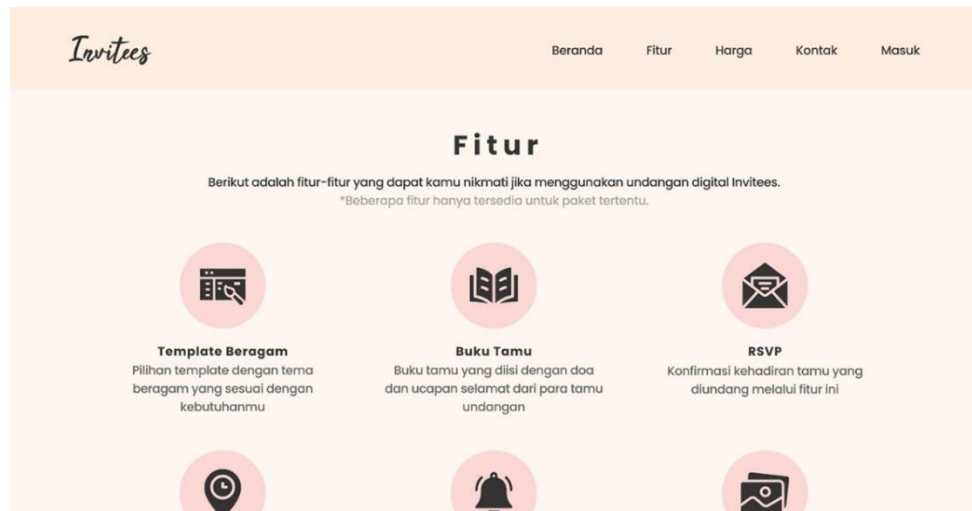 Invitees
Beranda Fitur Harga Kontak Masuk
Fitur
Berikut adalah fitur-fitur yang dapat kamu nikmati jika menggunakan undangan digital Invitees.
*Beberapa fitur hanya tersedia untuk paket tertentu.
Template Beragam
Pilihan template dengan tema
beragam yang sesuai dengan
kebutuhanmu
Buku Tamu
Buku tamu yang diisi dengan doa
dan ucapan selamat dari para tamu
undangan
RSVP
Konfirmasi kehadiran tamu yang
diundang melalui fitur ini